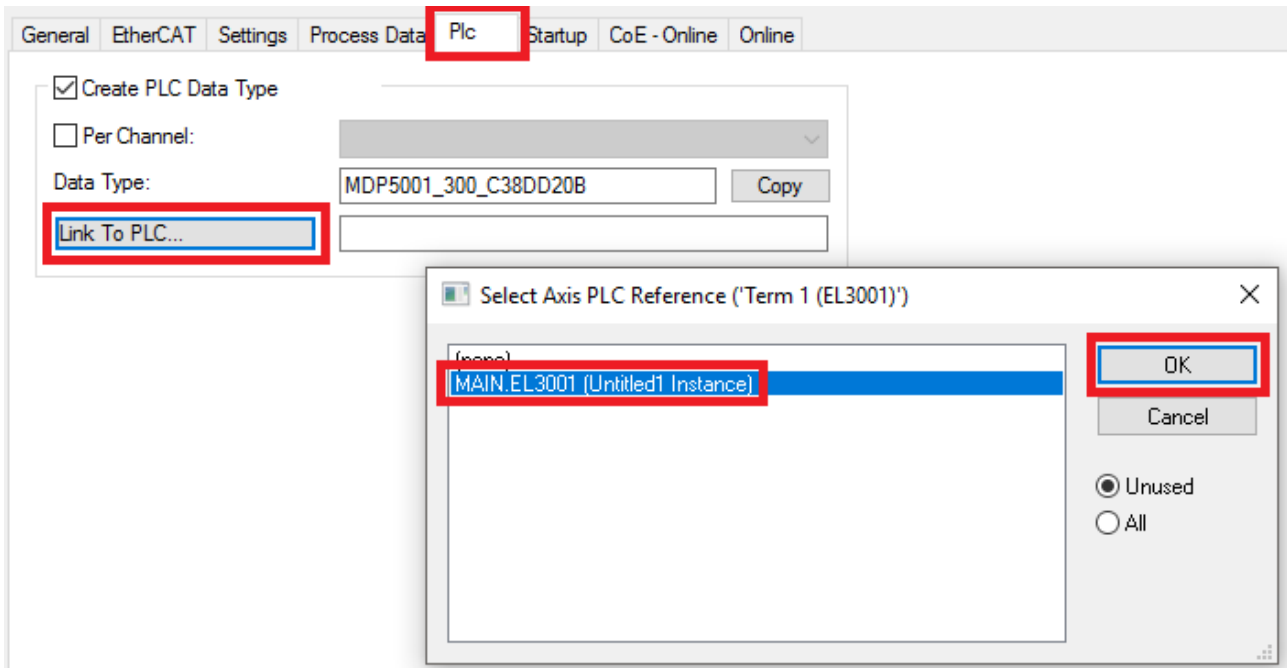 General EtherCAT Settings Process Data Plc Startup CoE - Online Online
Create PLC Data Type
Per Channel:
Data Type: MDP5001_300_C38DD20B Copy
Link To PLC...
Select Axis PLC Reference ('Term 1 (EL3001)')
(none)
MAIN.EL3001 (Untitled1 Instance)
OK
Cancel
Unused
All